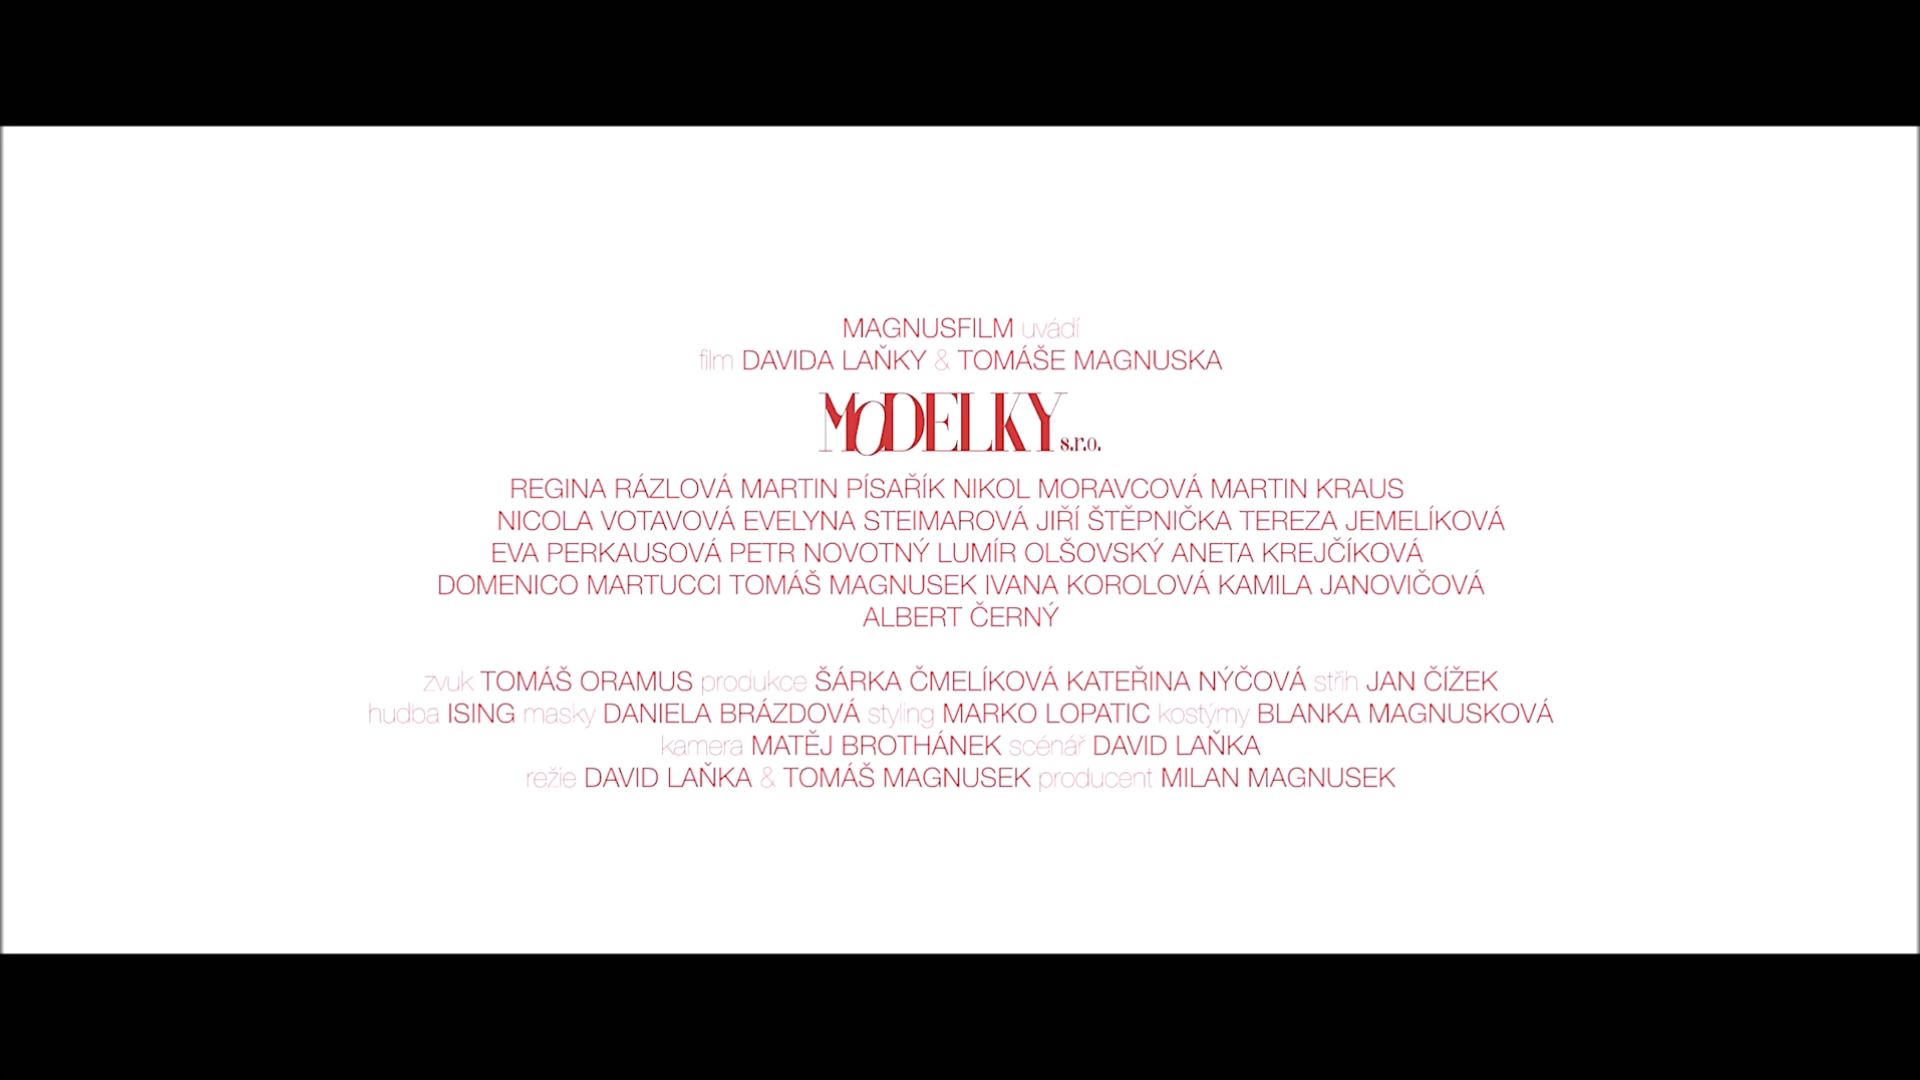 MAGNUSFILM uvádí
film DAVIDA LAŇKY & TOMÁŠE MAGNUSKA
MODELKY s.r.o.
REGINA RÁZLOVÁ MARTIN PÍSAŘÍK NIKOL MORAVCOVÁ MARTIN KRAUS
NICOLA VOTAVOVÁ EVELYNA STEIMAROVÁ JIŘÍ ŠTĚPNIČKA TEREZA JEMELÍKOVÁ
EVA PERKAUSOVÁ PETR NOVOTNÝ LUMÍR OLŠOVSKÝ ANETA KREJČÍKOVÁ
DOMENICO MARTUCCI TOMÁŠ MAGNUSEK IVANA KOROLOVÁ KAMILA JANOVIČOVÁ
ALBERT ČERNÝ
zvuk TOMÁŠ ORAMUS produkce ŠÁRKA ČMELÍKOVÁ KATEŘINA NÝČOVÁ střih JAN ČÍŽEK
hudba ISING masky DANIELA BRÁZDOVÁ styling MARKO LOPATIC kostýmy BLANKA MAGNUSKOVÁ
kamera MATĚJ BROTHÁNEK scénář DAVID LAŇKA
režie DAVID LAŇKA & TOMÁŠ MAGNUSEK producent MILAN MAGNUSEK